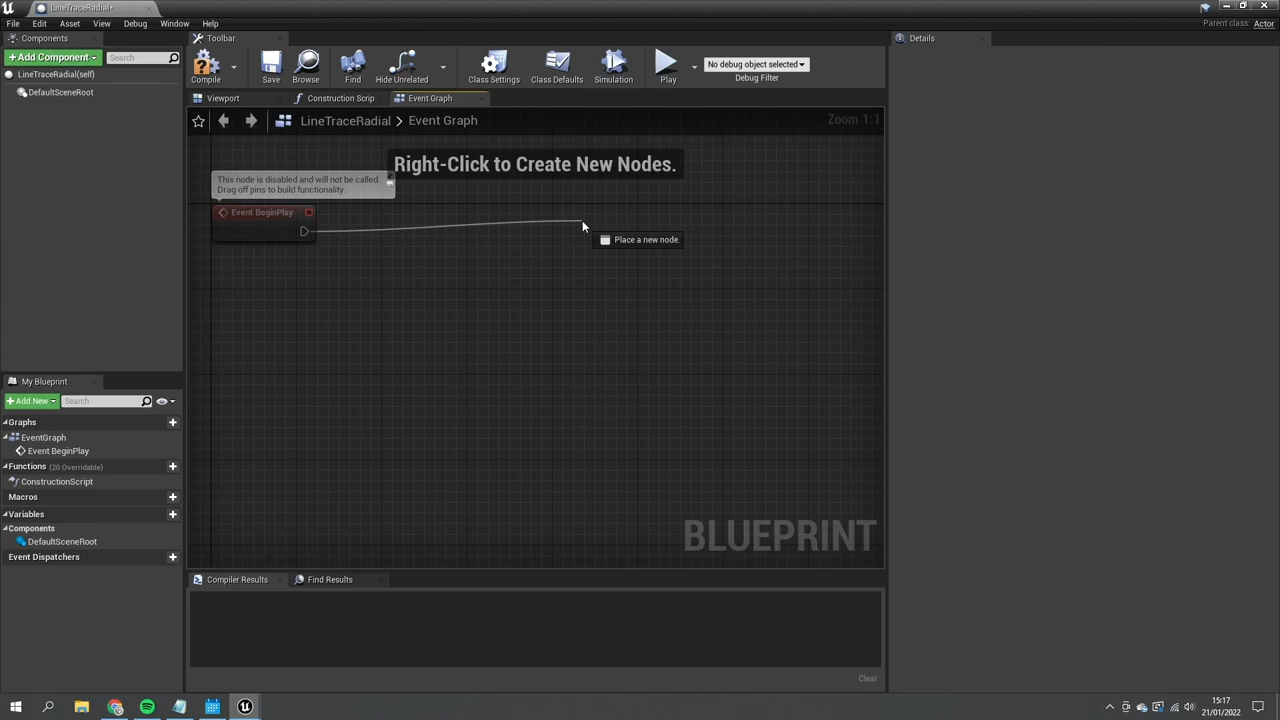 LineTraceRadial*
File
Edit
Asset
View
Debug
Window
Help
Parent class: Actor
Components
Toolbar
Details
+Add Component
Search
LineTraceRadial(self)
DefaultSceneRoot
Compile
Save
Browse
Find
Hide Unrelated
Class Settings
Class Defaults
Simulation
Play
No debug object selected
Debug Filter
Viewport
Construction Scrip
Event Graph
LineTraceRadial > Event Graph
Zoom 1:1
Right-Click to Create New Nodes.
This node is disabled and will not be called.
Drag off pins to build functionality.
Event BeginPlay
Place a new node.
My Blueprint
+Add New
Search
Graphs
EventGraph
Event BeginPlay
Functions (20 Overridable)
ConstructionScript
Macros
Variables
Components
DefaultSceneRoot
Event Dispatchers
BLUEPRINT
Compiler Results
Find Results
Clear
15:17
21/01/2022